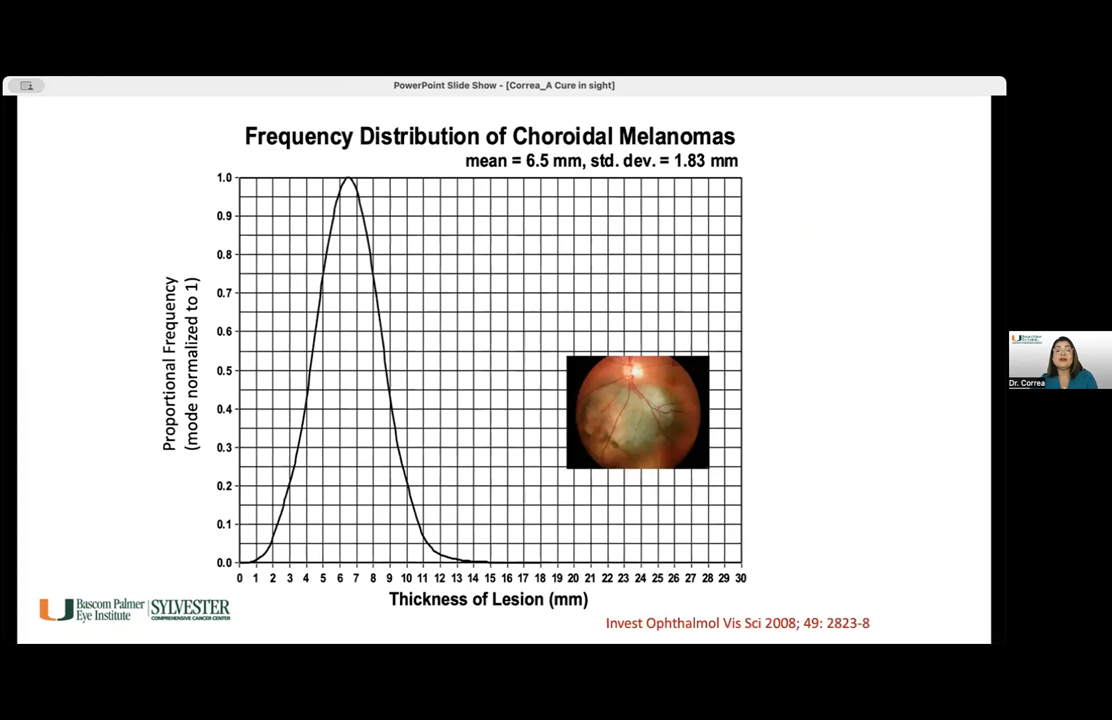 PowerPoint Slide Show - [Correa_A Cure in sight]
Frequency Distribution of Choroidal Melanomas
mean = 6.5 mm, std. dev. = 1.83 mm
Proportional Frequency
(mode normalized to 1)
1.0
0.9
0.8
0.7
0.6
0.5
0.4
0.3
0.2
0.1
0.0
0 1 2 3 4 5 6 7 8 9 10 11 12 13 14 15 16 17 18 19 20 21 22 23 24 25 26 27 28 29 30
Thickness of Lesion (mm)
Bascom Palmer
Eye Institute
SYLVESTER
COMPREHENSIVE CANCER CENTER
Invest Ophthalmol Vis Sci 2008; 49: 2823-8
Bascom Palmer
Eye Institute
Dr. Correa